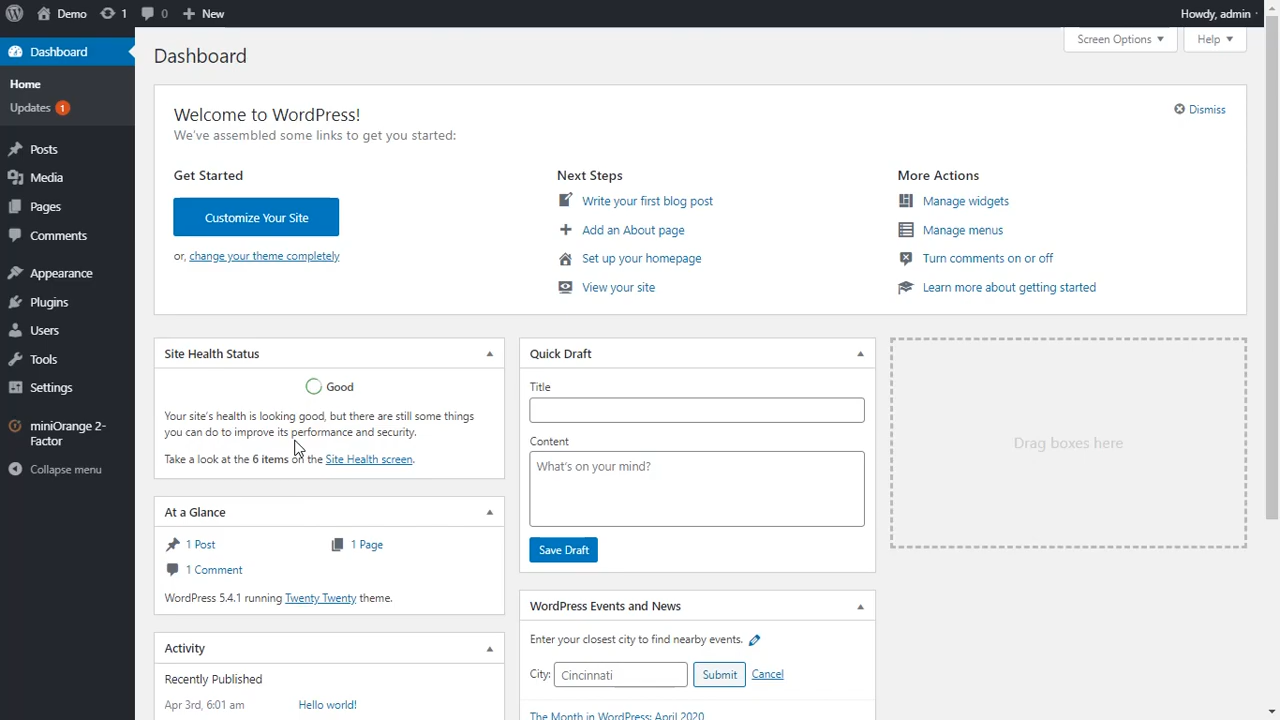 Demo 1 0 New Howdy, admin
Dashboard
Home
Updates 1
Posts
Media
Pages
Comments
Appearance
Plugins
Users
Tools
Settings
miniOrange 2-
Factor
Collapse menu
Screen Options Help
Dashboard
Welcome to WordPress!
Dismiss
We've assembled some links to get you started:
Get Started
Customize Your Site
or, change your theme completely
Next Steps
Write your first blog post
Add an About page
Set up your homepage
View your site
More Actions
Manage widgets
Manage menus
Turn comments on or off
Learn more about getting started
Site Health Status
Good
Your site's health is looking good, but there are still some things
you can do to improve its performance and security.
Take a look at the 6 items on the Site Health screen.
At a Glance
1 Post 1 Page
1 Comment
WordPress 5.4.1 running Twenty Twenty theme.
Activity
Recently Published
Apr 3rd, 6:01 am Hello world!
Quick Draft
Title
Content
What's on your mind?
Save Draft
WordPress Events and News
Enter your closest city to find nearby events.
City: Cincinnati Submit Cancel
The Month in WordPress: April 2020
Drag boxes here